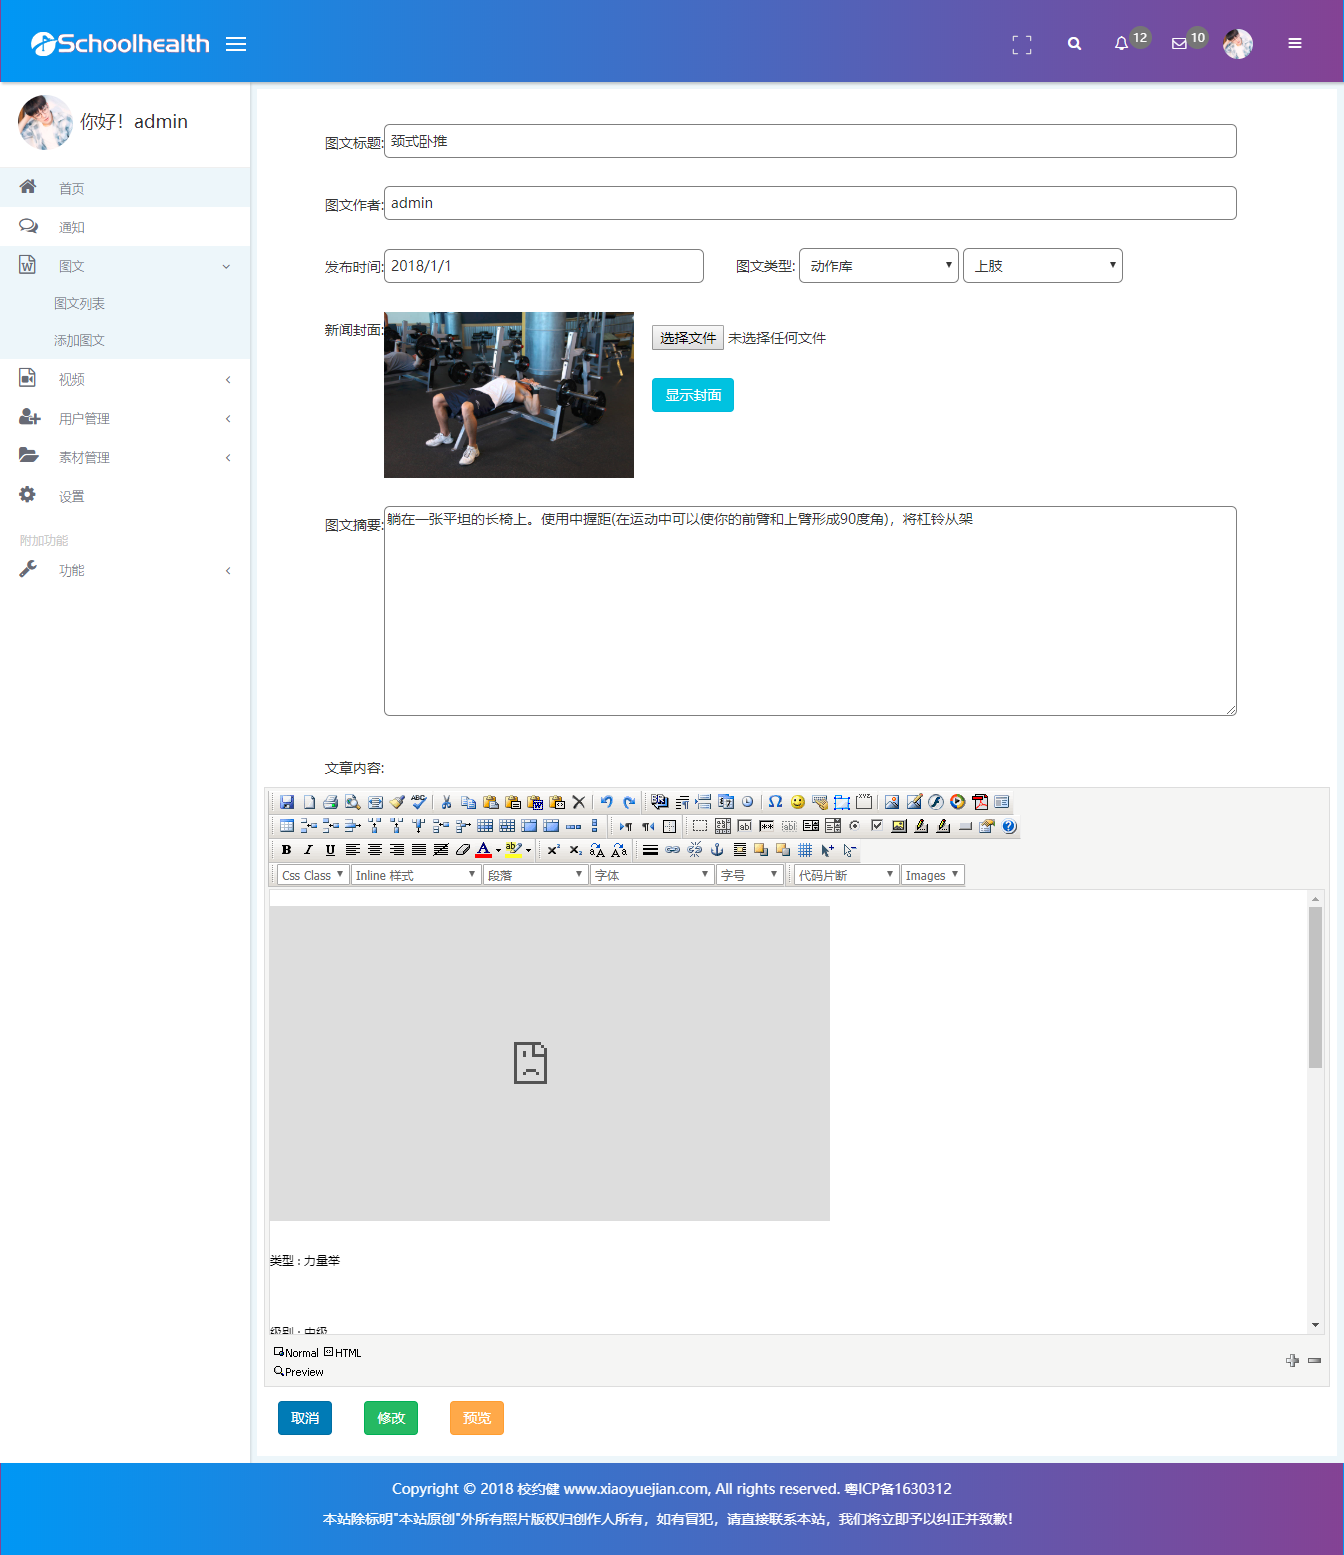 Schoolhealth
12
10
你好！admin
首页
通知
图文
图文列表
添加图文
视频
用户管理
素材管理
设置
附加功能
功能
图文标题: 颈式卧推
图文作者: admin
发布时间: 2018/1/1 图文类型: 动作库 上肢
新闻封面: 选择文件 未选择任何文件
显示封面
图文摘要: 躺在一张平坦的长椅上。使用中握距(在运动中可以使你的前臂和上臂形成90度角)，将杠铃从架
文章内容:
Css Class Inline 样式 段落 字体 字号 代码片断 Images
类型 : 力量举
级别 : 中级
Normal HTML
Preview
取消 修改 预览
Copyright © 2018 校约健 www.xiaoyuejian.com, All rights reserved. 粤ICP备1630312
本站除标明"本站原创"外所有照片版权归创作人所有，如有冒犯，请直接联系本站，我们将立即予以纠正并致歉！